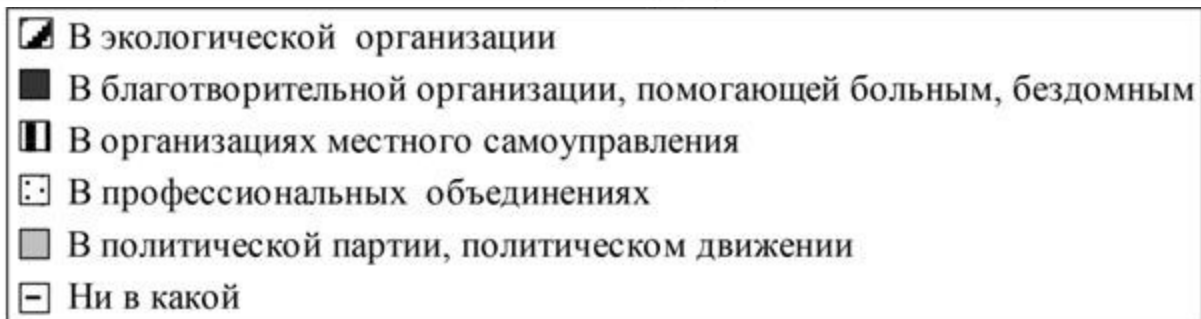 В экологической организации
В благотворительной организации, помогающей больным, бездомным
В организациях местного самоуправления
В профессиональных объединениях
В политической партии, политическом движении
Ни в какой